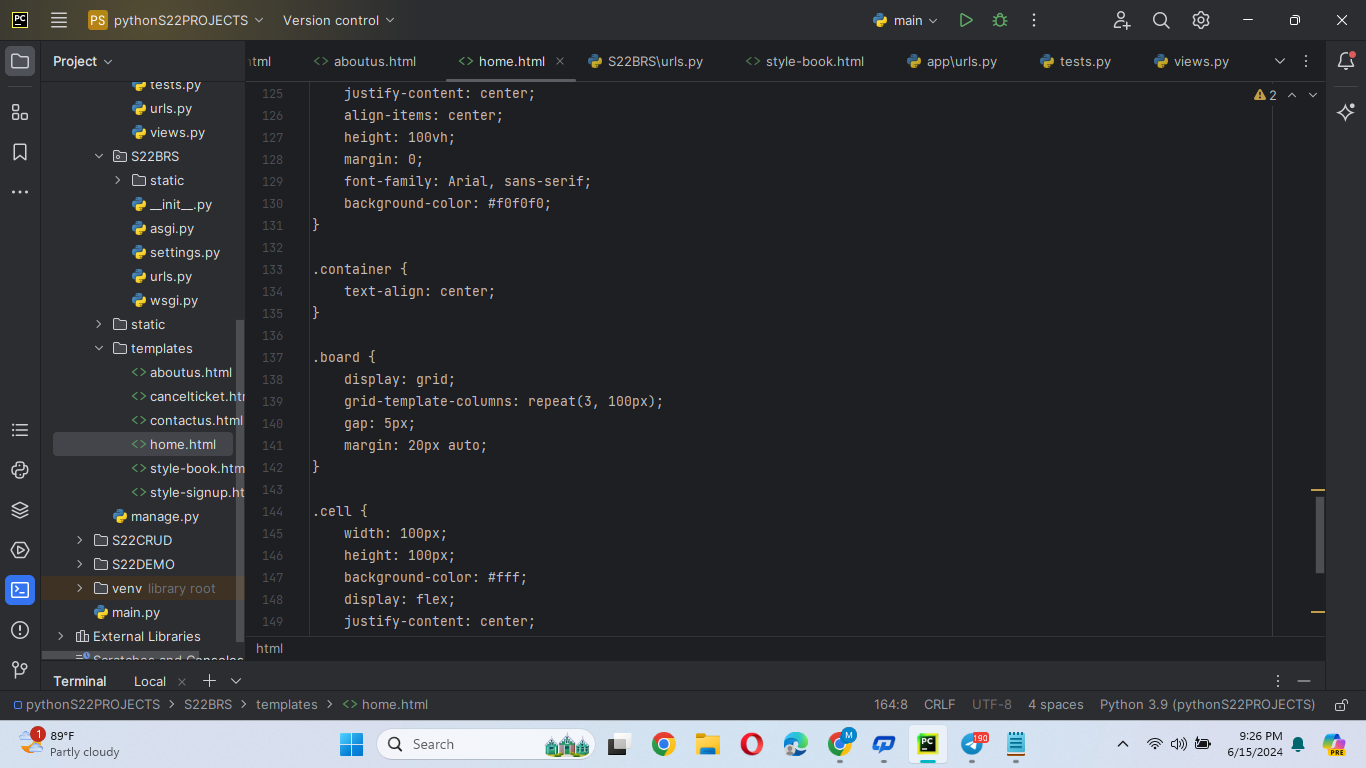 PC
PS pythonS22PROJECTS
Version control
main
Project
html
aboutus.html
home.html
S22BRS\urls.py
style-book.html
app\urls.py
tests.py
views.py
tests.py
urls.py
views.py
S22BRS
static
__init__.py
asgi.py
settings.py
urls.py
wsgi.py
static
templates
aboutus.html
cancelticket.htm
contactus.html
home.html
style-book.htm
style-signup.ht
manage.py
S22CRUD
S22DEMO
venv library root
main.py
External Libraries
Scratches and Consoles
2
125 justify-content: center;
126 align-items: center;
127 height: 100vh;
128 margin: 0;
129 font-family: Arial, sans-serif;
130 background-color: #f0f0f0;
131 }
132
133 .container {
134 text-align: center;
135 }
136
137 .board {
138 display: grid;
139 grid-template-columns: repeat(3, 100px);
140 gap: 5px;
141 margin: 20px auto;
142 }
143
144 .cell {
145 width: 100px;
146 height: 100px;
147 background-color: #fff;
148 display: flex;
149 justify-content: center;
html
Terminal
Local
pythonS22PROJECTS > S22BRS > templates > home.html
164:8
CRLF
UTF-8
4 spaces
Python 3.9 (pythonS22PROJECTS)
1
89°F
Partly cloudy
Search
M
PC
190
9:26 PM
6/15/2024
PRE